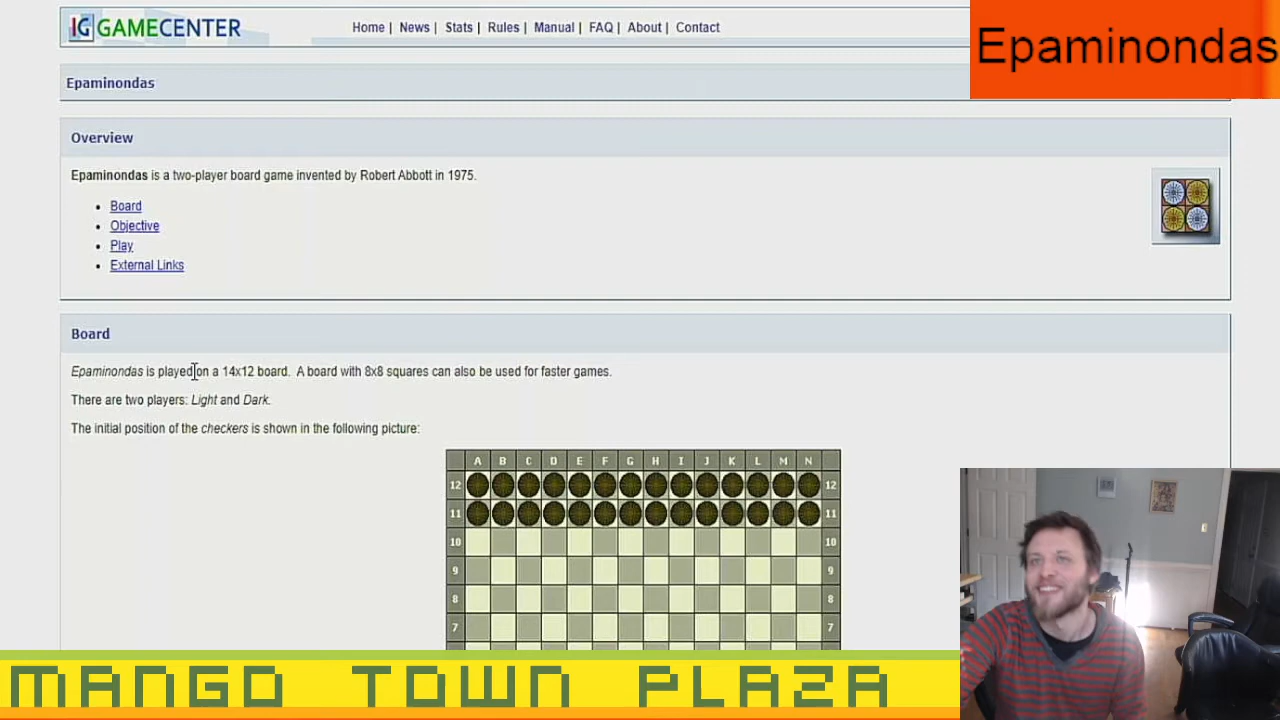 IG GAMECENTER
Home | News | Stats | Rules | Manual | FAQ | About | Contact
Epaminondas
Epaminondas
Overview
Epaminondas is a two-player board game invented by Robert Abbott in 1975.
• Board
• Objective
• Play
• External Links
Board
Epaminondas is played on a 14x12 board. A board with 8x8 squares can also be used for faster games.
There are two players: Light and Dark.
The initial position of the checkers is shown in the following picture:
A B C D E F G H I J K L M N
12 12
11 11
10 10
9 9
8 8
7 7
MANGO TOWN PLAZA